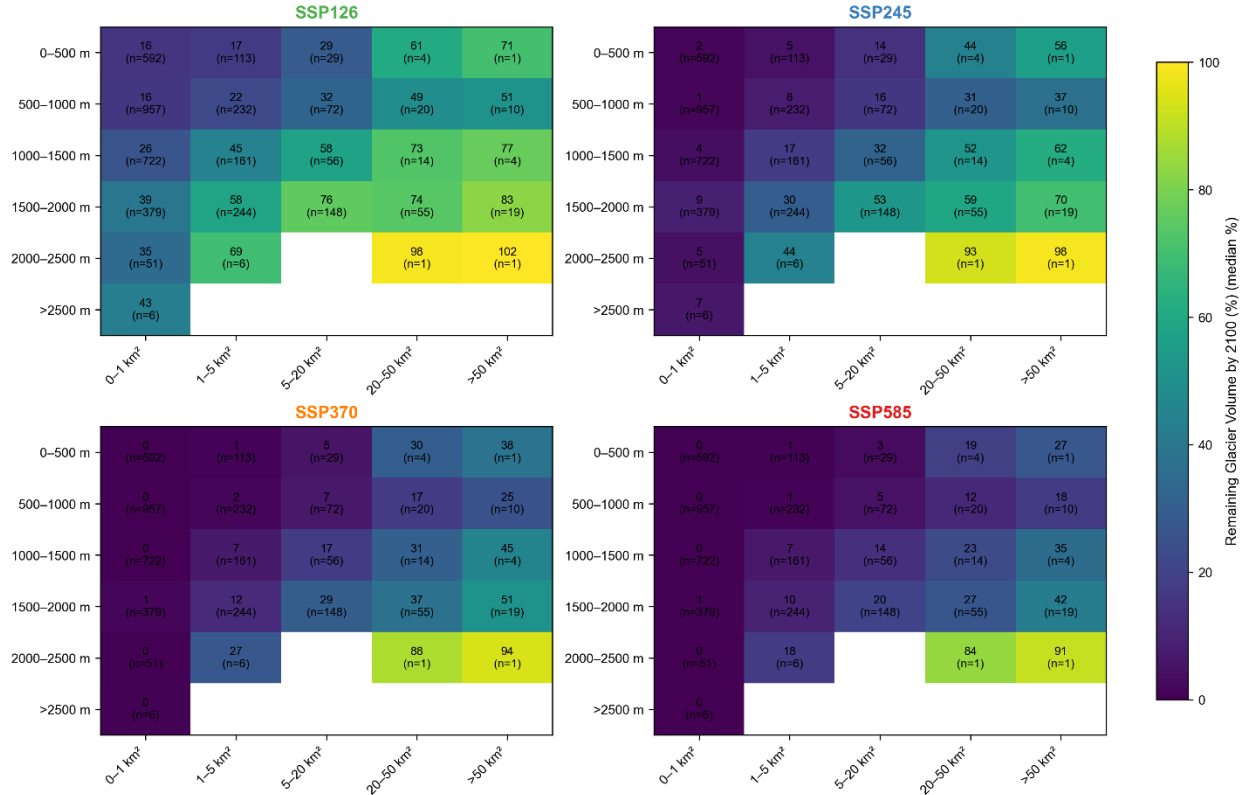 SSP126
0–500 m
16
(n=592)
17
(n=113)
29
(n=29)
61
(n=4)
71
(n=1)
500–1000 m
16
(n=957)
22
(n=232)
32
(n=72)
49
(n=20)
51
(n=10)
1000–1500 m
26
(n=722)
45
(n=161)
58
(n=56)
73
(n=14)
77
(n=4)
1500–2000 m
39
(n=379)
58
(n=244)
76
(n=148)
74
(n=55)
83
(n=19)
2000–2500 m
35
(n=51)
69
(n=6)
98
(n=1)
102
(n=1)
>2500 m
43
(n=6)
0–1 km²
1–5 km²
5–20 km²
20–50 km²
>50 km²
SSP245
0–500 m
2
(n=592)
5
(n=113)
14
(n=29)
44
(n=4)
56
(n=1)
500–1000 m
1
(n=957)
8
(n=232)
16
(n=72)
31
(n=20)
37
(n=10)
1000–1500 m
4
(n=722)
17
(n=161)
32
(n=56)
52
(n=14)
62
(n=4)
1500–2000 m
9
(n=379)
30
(n=244)
53
(n=148)
59
(n=55)
70
(n=19)
2000–2500 m
5
(n=51)
44
(n=6)
93
(n=1)
98
(n=1)
>2500 m
7
(n=6)
0–1 km²
1–5 km²
5–20 km²
20–50 km²
>50 km²
SSP370
0–500 m
0
(n=592)
1
(n=113)
5
(n=29)
30
(n=4)
38
(n=1)
500–1000 m
0
(n=957)
2
(n=232)
7
(n=72)
17
(n=20)
25
(n=10)
1000–1500 m
0
(n=722)
7
(n=161)
17
(n=56)
31
(n=14)
45
(n=4)
1500–2000 m
1
(n=379)
12
(n=244)
29
(n=148)
37
(n=55)
51
(n=19)
2000–2500 m
0
(n=51)
27
(n=6)
88
(n=1)
94
(n=1)
>2500 m
0
(n=6)
0–1 km²
1–5 km²
5–20 km²
20–50 km²
>50 km²
SSP585
0–500 m
0
(n=592)
1
(n=113)
3
(n=29)
19
(n=4)
27
(n=1)
500–1000 m
0
(n=957)
1
(n=232)
5
(n=72)
12
(n=20)
18
(n=10)
1000–1500 m
0
(n=722)
7
(n=161)
14
(n=56)
23
(n=14)
35
(n=4)
1500–2000 m
1
(n=379)
10
(n=244)
20
(n=148)
27
(n=55)
42
(n=19)
2000–2500 m
0
(n=51)
18
(n=6)
84
(n=1)
91
(n=1)
>2500 m
0
(n=6)
0–1 km²
1–5 km²
5–20 km²
20–50 km²
>50 km²
100
80
60
40
20
0
Remaining Glacier Volume by 2100 (%) (median %)